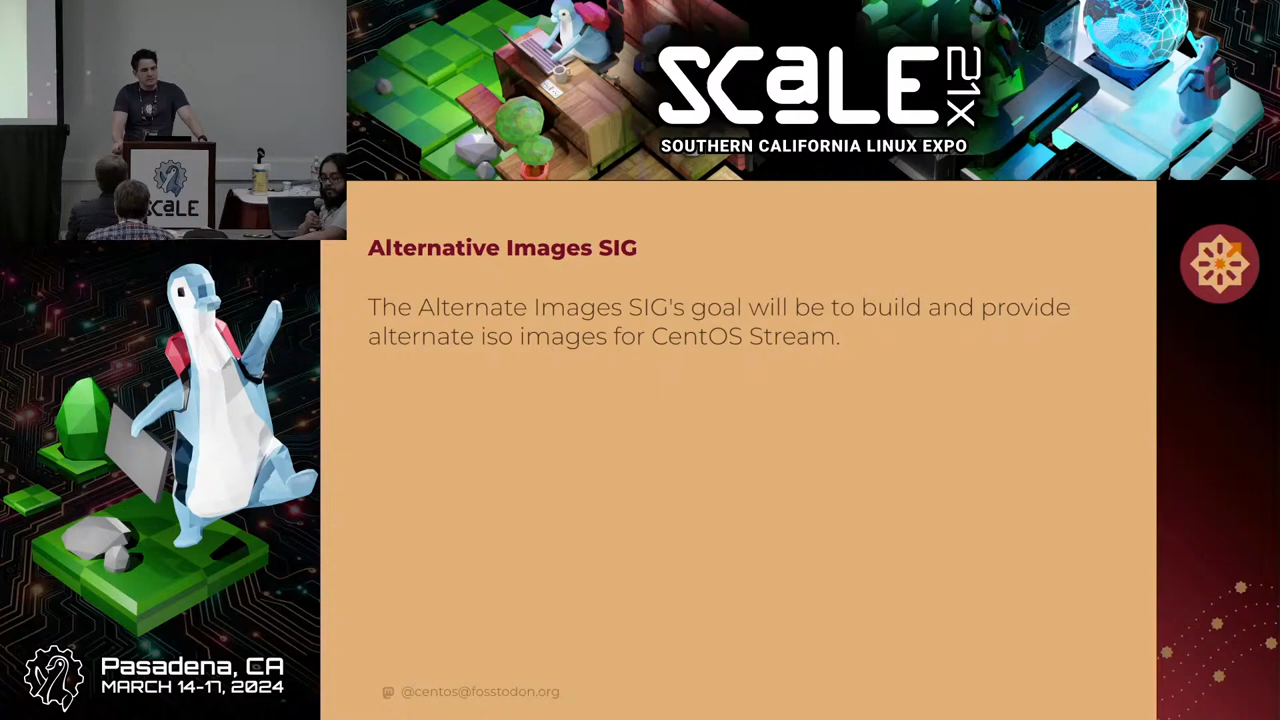 SCaLE 21x
SOUTHERN CALIFORNIA LINUX EXPO
SCaLE
Alternative Images SIG
The Alternate Images SIG's goal will be to build and provide
alternate iso images for CentOS Stream.
@centos@fosstodon.org
Pasadena, CA
MARCH 14-17, 2024